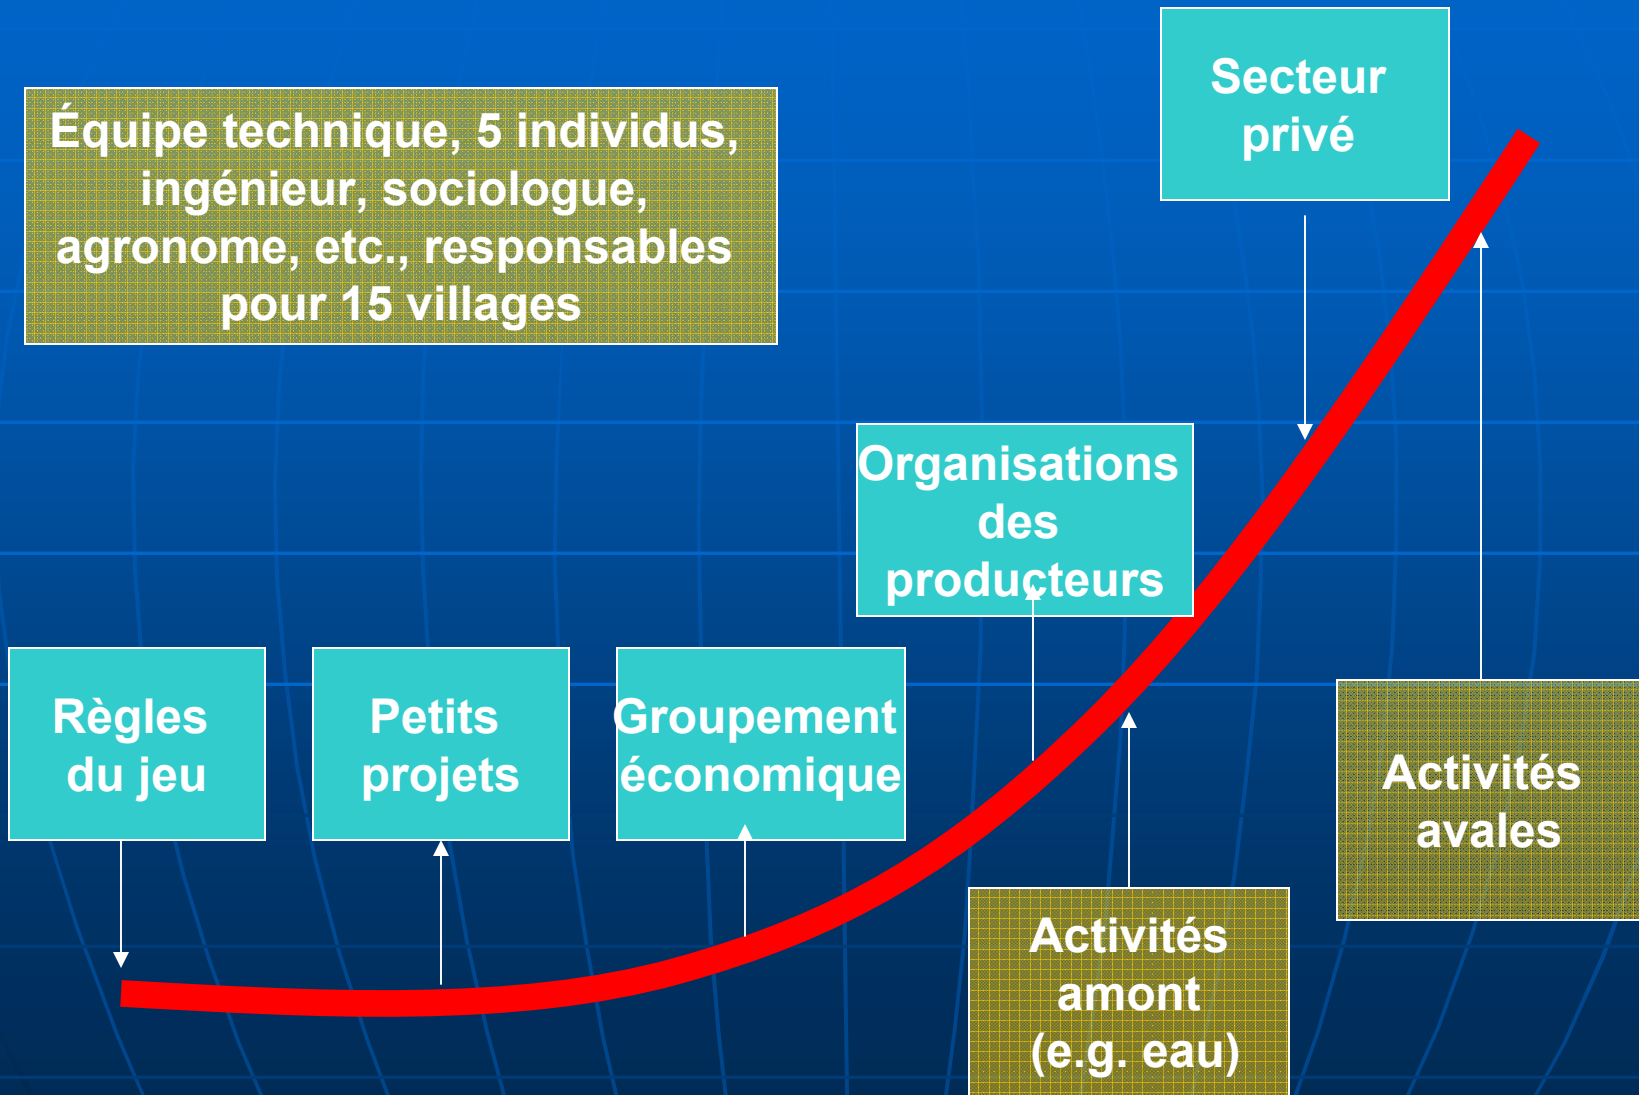 Équipe technique, 5 individus,
ingénieur, sociologue,
agronome, etc., responsables
pour 15 villages
Secteur
privé
Organisations
des
producteurs
Règles
du jeu
Petits
projets
Groupement
économique
Activités
avales
Activités
amont
(e.g. eau)